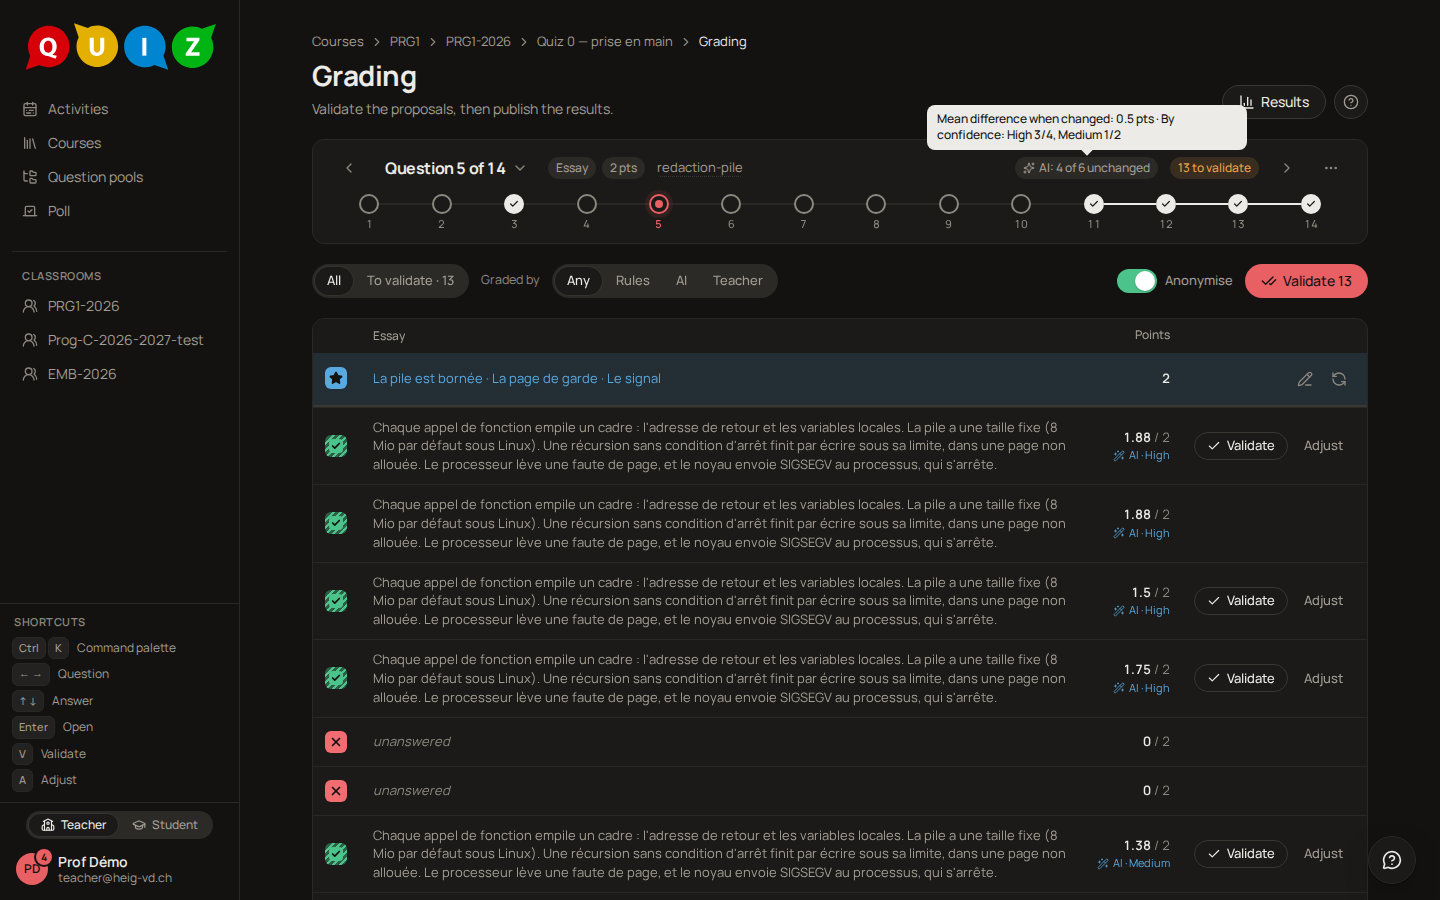 QUIZ
Activities
Courses
Question pools
Poll
CLASSROOMS
PRG1-2026
Prog-C-2026-2027-test
EMB-2026
SHORTCUTS
Ctrl K Command palette
← → Question
↑ ↓ Answer
Enter Open
V Validate
A Adjust
Teacher Student
PD 4
Prof Démo
teacher@heig-vd.ch
Courses > PRG1 > PRG1-2026 > Quiz 0 — prise en main > Grading
Grading
Validate the proposals, then publish the results.
Results
Mean difference when changed: 0.5 pts · By
confidence: High 3/4, Medium 1/2
Question 5 of 14 Essay 2 pts redaction-pile AI: 4 of 6 unchanged 13 to validate
1 2 3 4 5 6 7 8 9 10 11 12 13 14
All To validate · 13 Graded by Any Rules AI Teacher Anonymise Validate 13
Essay Points
La pile est bornée · La page de garde · Le signal 2
Chaque appel de fonction empile un cadre : l'adresse de retour et les variables locales. La pile a une taille fixe (8
Mio par défaut sous Linux). Une récursion sans condition d'arrêt finit par écrire sous sa limite, dans une page non
allouée. Le processeur lève une faute de page, et le noyau envoie SIGSEGV au processus, qui s'arrête.
1.88 / 2
AI · High
Validate Adjust
Chaque appel de fonction empile un cadre : l'adresse de retour et les variables locales. La pile a une taille fixe (8
Mio par défaut sous Linux). Une récursion sans condition d'arrêt finit par écrire sous sa limite, dans une page non
allouée. Le processeur lève une faute de page, et le noyau envoie SIGSEGV au processus, qui s'arrête.
1.88 / 2
AI · High
Chaque appel de fonction empile un cadre : l'adresse de retour et les variables locales. La pile a une taille fixe (8
Mio par défaut sous Linux). Une récursion sans condition d'arrêt finit par écrire sous sa limite, dans une page non
allouée. Le processeur lève une faute de page, et le noyau envoie SIGSEGV au processus, qui s'arrête.
1.5 / 2
AI · High
Validate Adjust
Chaque appel de fonction empile un cadre : l'adresse de retour et les variables locales. La pile a une taille fixe (8
Mio par défaut sous Linux). Une récursion sans condition d'arrêt finit par écrire sous sa limite, dans une page non
allouée. Le processeur lève une faute de page, et le noyau envoie SIGSEGV au processus, qui s'arrête.
1.75 / 2
AI · High
Validate Adjust
unanswered 0 / 2
unanswered 0 / 2
Chaque appel de fonction empile un cadre : l'adresse de retour et les variables locales. La pile a une taille fixe (8
Mio par défaut sous Linux). Une récursion sans condition d'arrêt finit par écrire sous sa limite, dans une page non
allouée. Le processeur lève une faute de page, et le noyau envoie SIGSEGV au processus, qui s'arrête.
1.38 / 2
AI · Medium
Validate Adjust